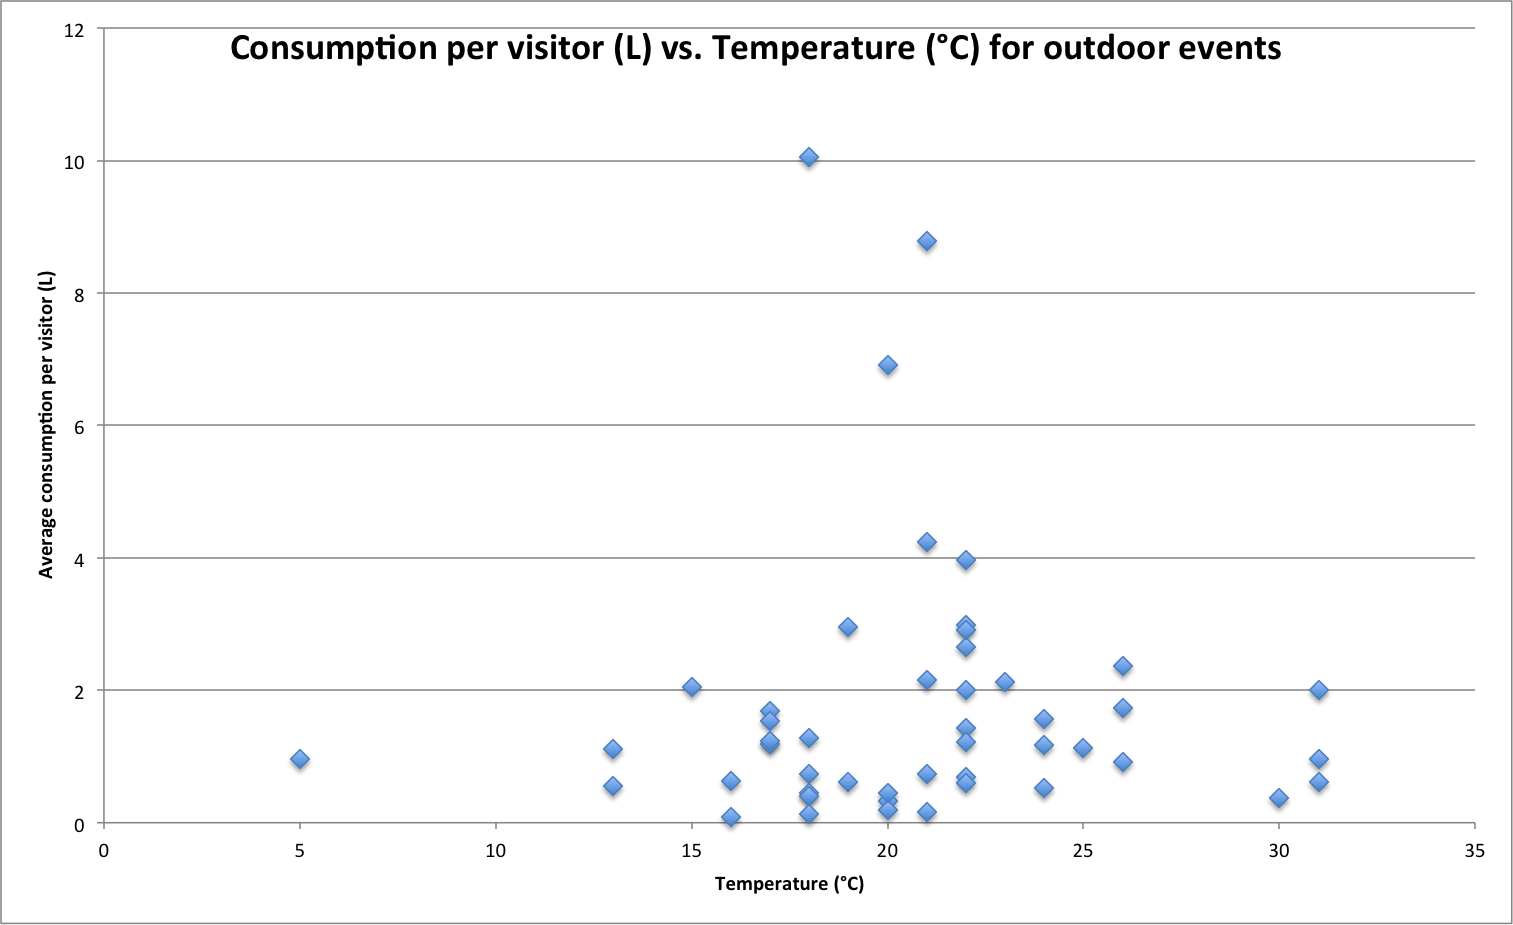 Consumption per visitor (L) vs. Temperature (°C) for outdoor events
12
10
8
6
4
2
0
Average consumption per visitor (L)
0 5 10 15 20 25 30 35
Temperature (°C)